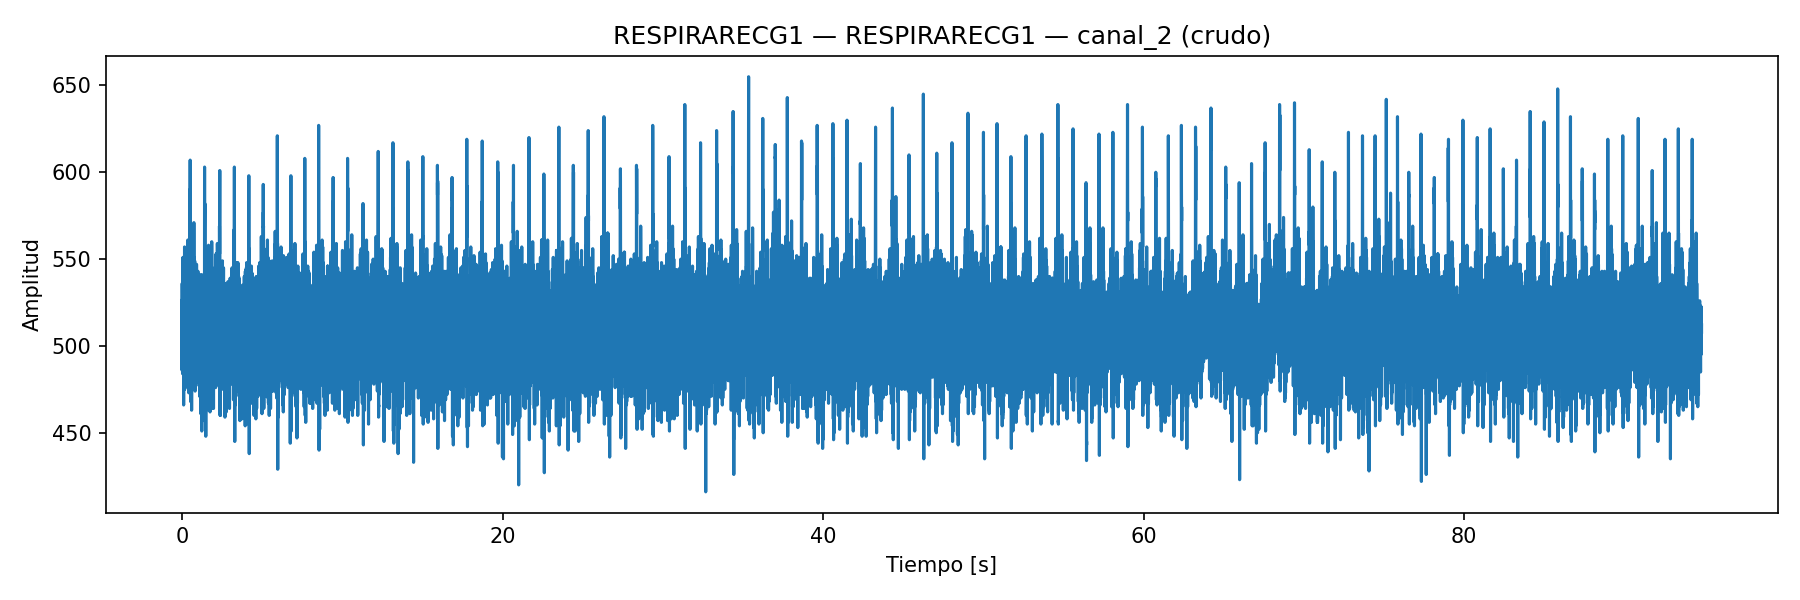 RESPIRARECG1 — RESPIRARECG1 — canal_2 (crudo)
Amplitud
650
600
550
500
450
0 20 40 60 80
Tiempo [s]